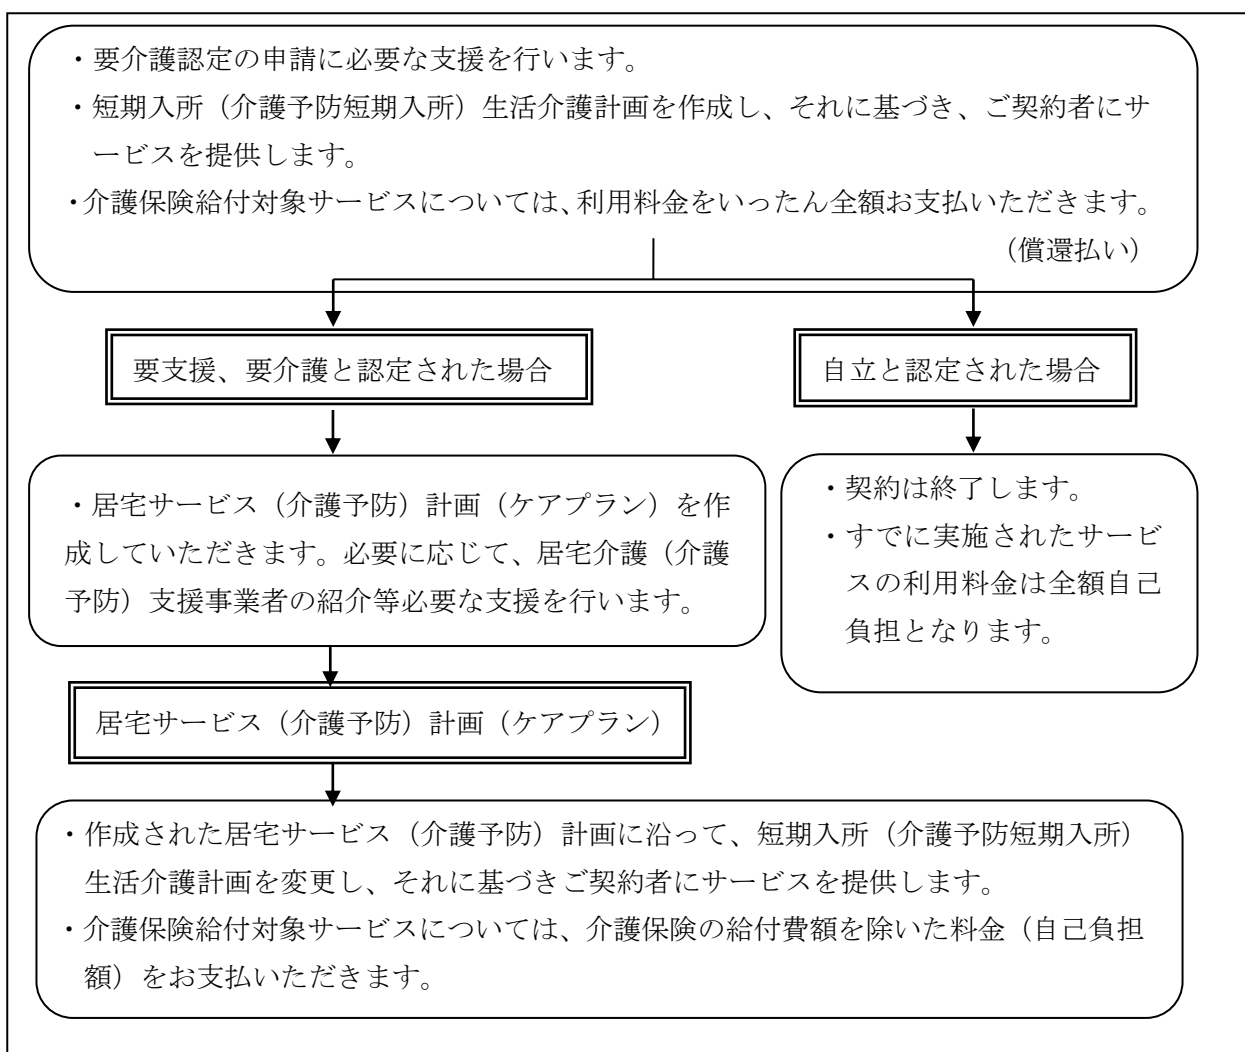 ・要介護認定の申請に必要な支援を行います。
・短期入所（介護予防短期入所）生活介護計画を作成し、それに基づき、ご契約者にサ
ービスを提供します。
・介護保険給付対象サービスについては、利用料金をいったん全額お支払いただきます。
（償還払い）
要支援、要介護と認定された場合
自立と認定された場合
・居宅サービス（介護予防）計画（ケアプラン）を作
成していただきます。必要に応じて、居宅介護（介護
予防）支援事業者の紹介等必要な支援を行います。
・契約は終了します。
・すでに実施されたサービ
スの利用料金は全額自己
負担となります。
居宅サービス（介護予防）計画（ケアプラン）
・作成された居宅サービス（介護予防）計画に沿って、短期入所（介護予防短期入所）
生活介護計画を変更し、それに基づきご契約者にサービスを提供します。
・介護保険給付対象サービスについては、介護保険の給付費額を除いた料金（自己負担
額）をお支払いただきます。